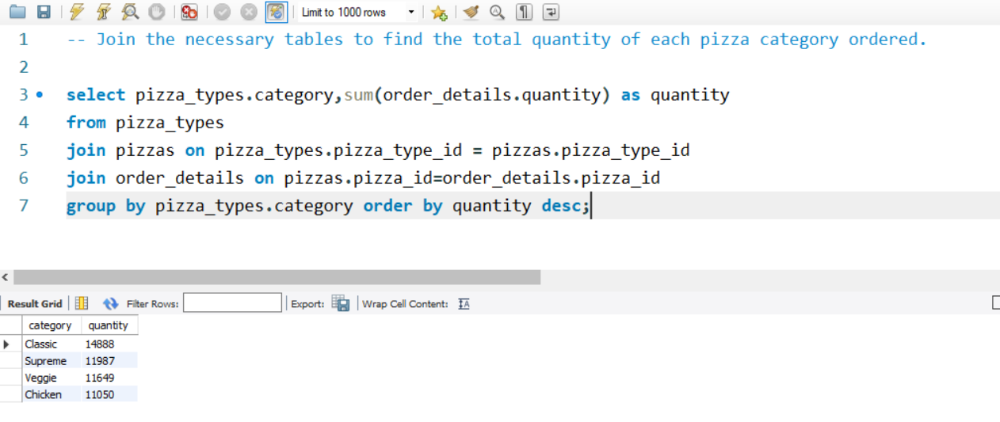 Limit to 1000 rows
1 -- Join the necessary tables to find the total quantity of each pizza category ordered.
2
3 select pizza_types.category,sum(order_details.quantity) as quantity
4 from pizza_types
5 join pizzas on pizza_types.pizza_type_id = pizzas.pizza_type_id
6 join order_details on pizzas.pizza_id=order_details.pizza_id
7 group by pizza_types.category order by quantity desc;
Result Grid Filter Rows: Export: Wrap Cell Content:
category quantity
Classic 14888
Supreme 11987
Veggie 11649
Chicken 11050